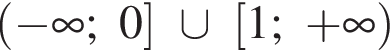 (−∞; 0] ∪ [1; +∞)